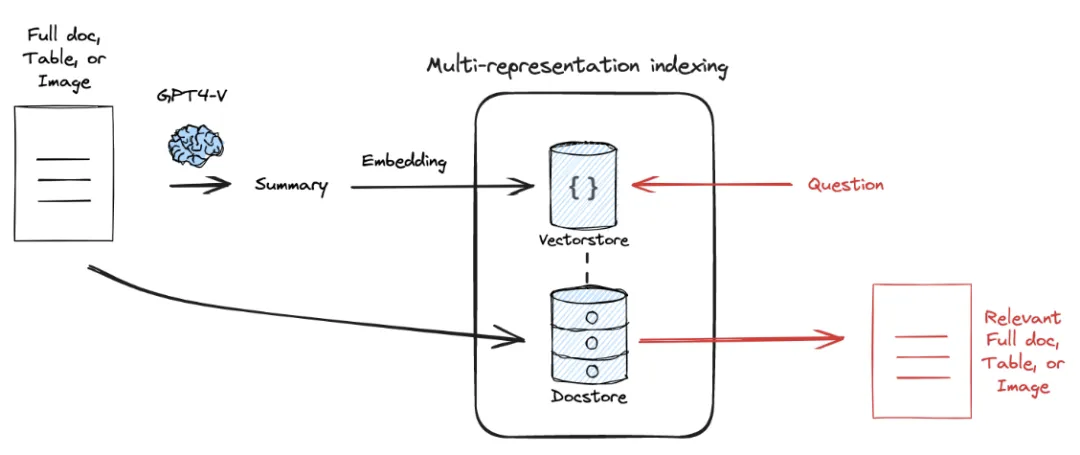 Full doc,
Table, or
Image
GPT4-V
Summary
Embedding
Multi-representation indexing
{}
Vectorstore
Docstore
Question
Relevant
Full doc,
Table, or
Image